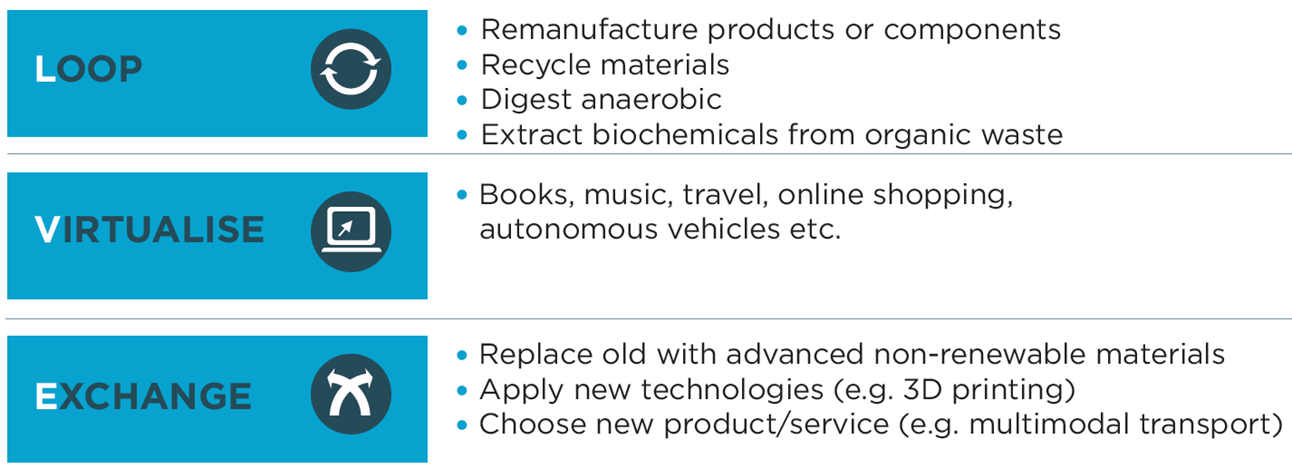 LOOP
• Remanufacture products or components
• Recycle materials
• Digest anaerobic
• Extract biochemicals from organic waste
VIRTUALISE
• Books, music, travel, online shopping,
autonomous vehicles etc.
EXCHANGE
• Replace old with advanced non-renewable materials
• Apply new technologies (e.g. 3D printing)
• Choose new product/service (e.g. multimodal transport)